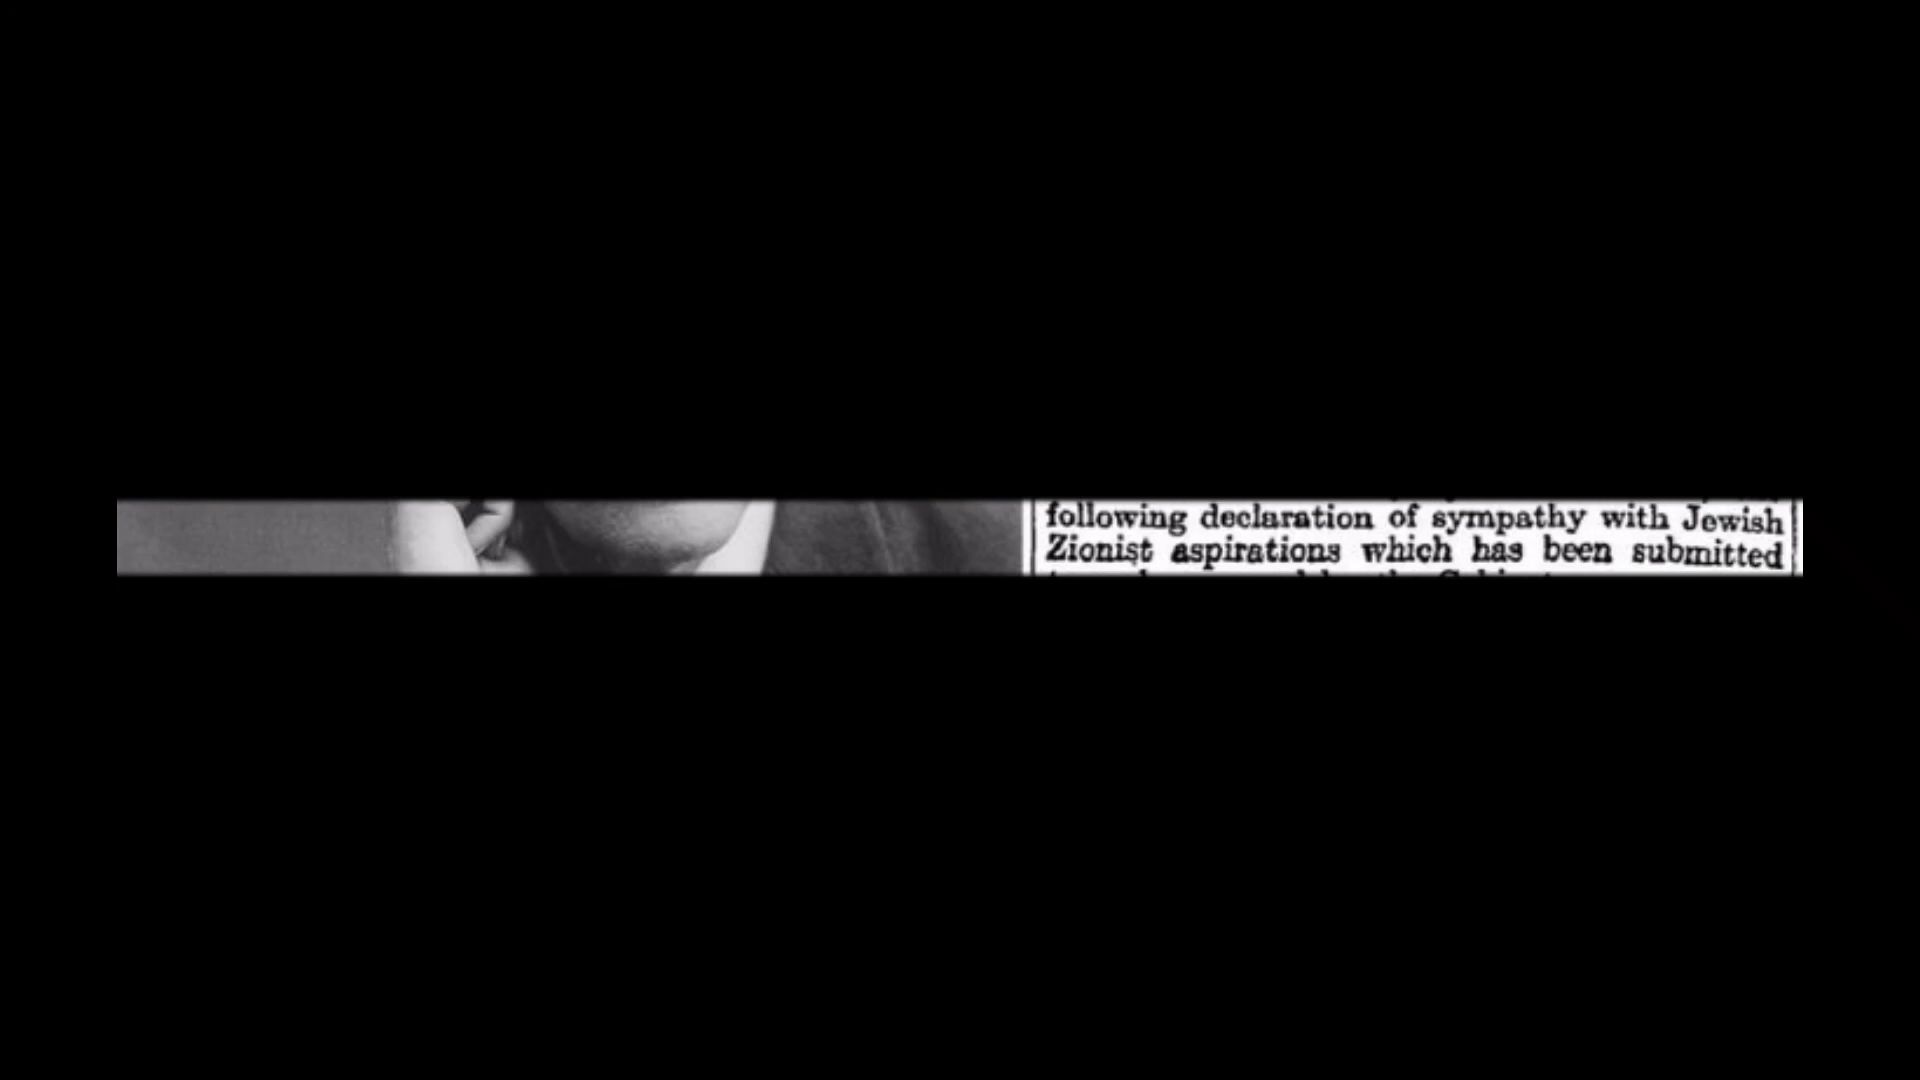 following declaration of sympathy with Jewish
Zionist aspirations which has been submitted